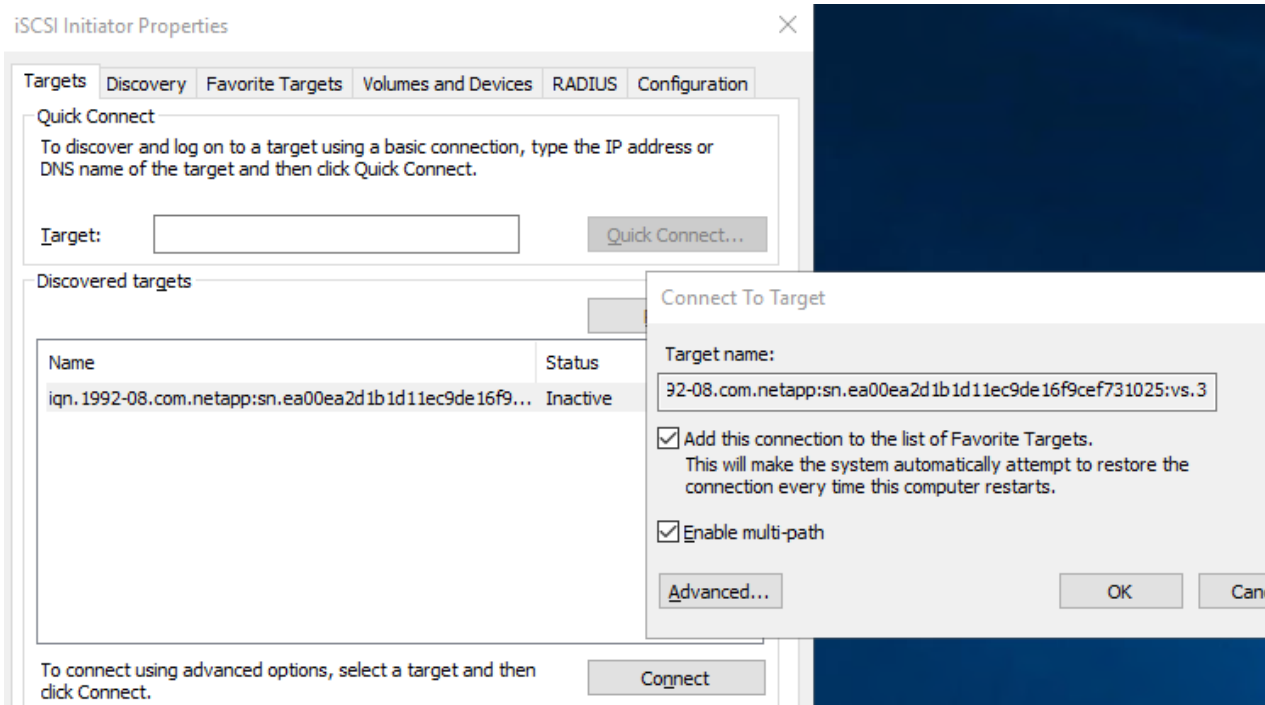 iSCSI Initiator Properties
Targets Discovery Favorite Targets Volumes and Devices RADIUS Configuration
Quick Connect
To discover and log on to a target using a basic connection, type the IP address or
DNS name of the target and then click Quick Connect.
Target:
Quick Connect...
Discovered targets
Name Status
iqn.1992-08.com.netapp:sn.ea00ea2d1b1d11ec9de16f9... Inactive
To connect using advanced options, select a target and then
click Connect.
Connect
Connect To Target
Target name:
92-08.com.netapp:sn.ea00ea2d1b1d11ec9de16f9cef731025:vs.3
Add this connection to the list of Favorite Targets.
This will make the system automatically attempt to restore the
connection every time this computer restarts.
Enable multi-path
Advanced...
OK